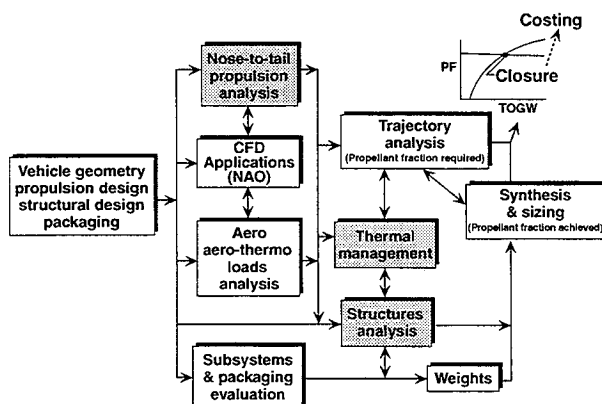 Costing
PF
Closure
TOGW
Nose-to-tail
propulsion
analysis
CFD
Applications
(NAO)
Trajectory
analysis
(Propellant fraction required)
Vehicle geometry
propulsion design
structural design
packaging
Synthesis
& sizing
(Propellant fraction achieved)
Aero
aero-thermo
loads
analysis
Thermal
management
Structures
analysis
Subsystems
& packaging
evaluation
Weights